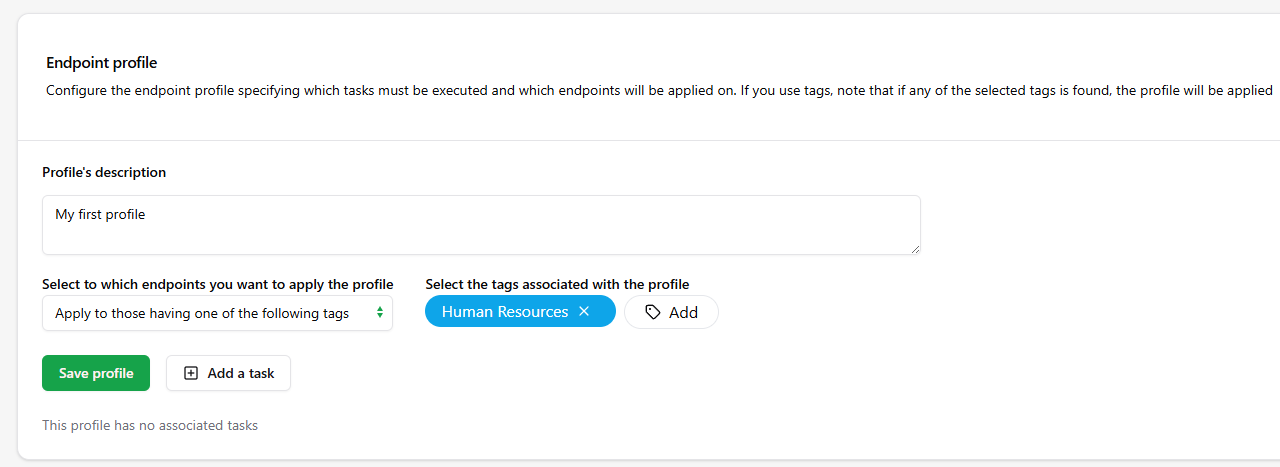 Endpoint profile
Configure the endpoint profile specifying which tasks must be executed and which endpoints will be applied on. If you use tags, note that if any of the selected tags is found, the profile will be applied
Profile's description
My first profile
Select to which endpoints you want to apply the profile
Apply to those having one of the following tags
Select the tags associated with the profile
Human Resources
Add
Save profile
Add a task
This profile has no associated tasks